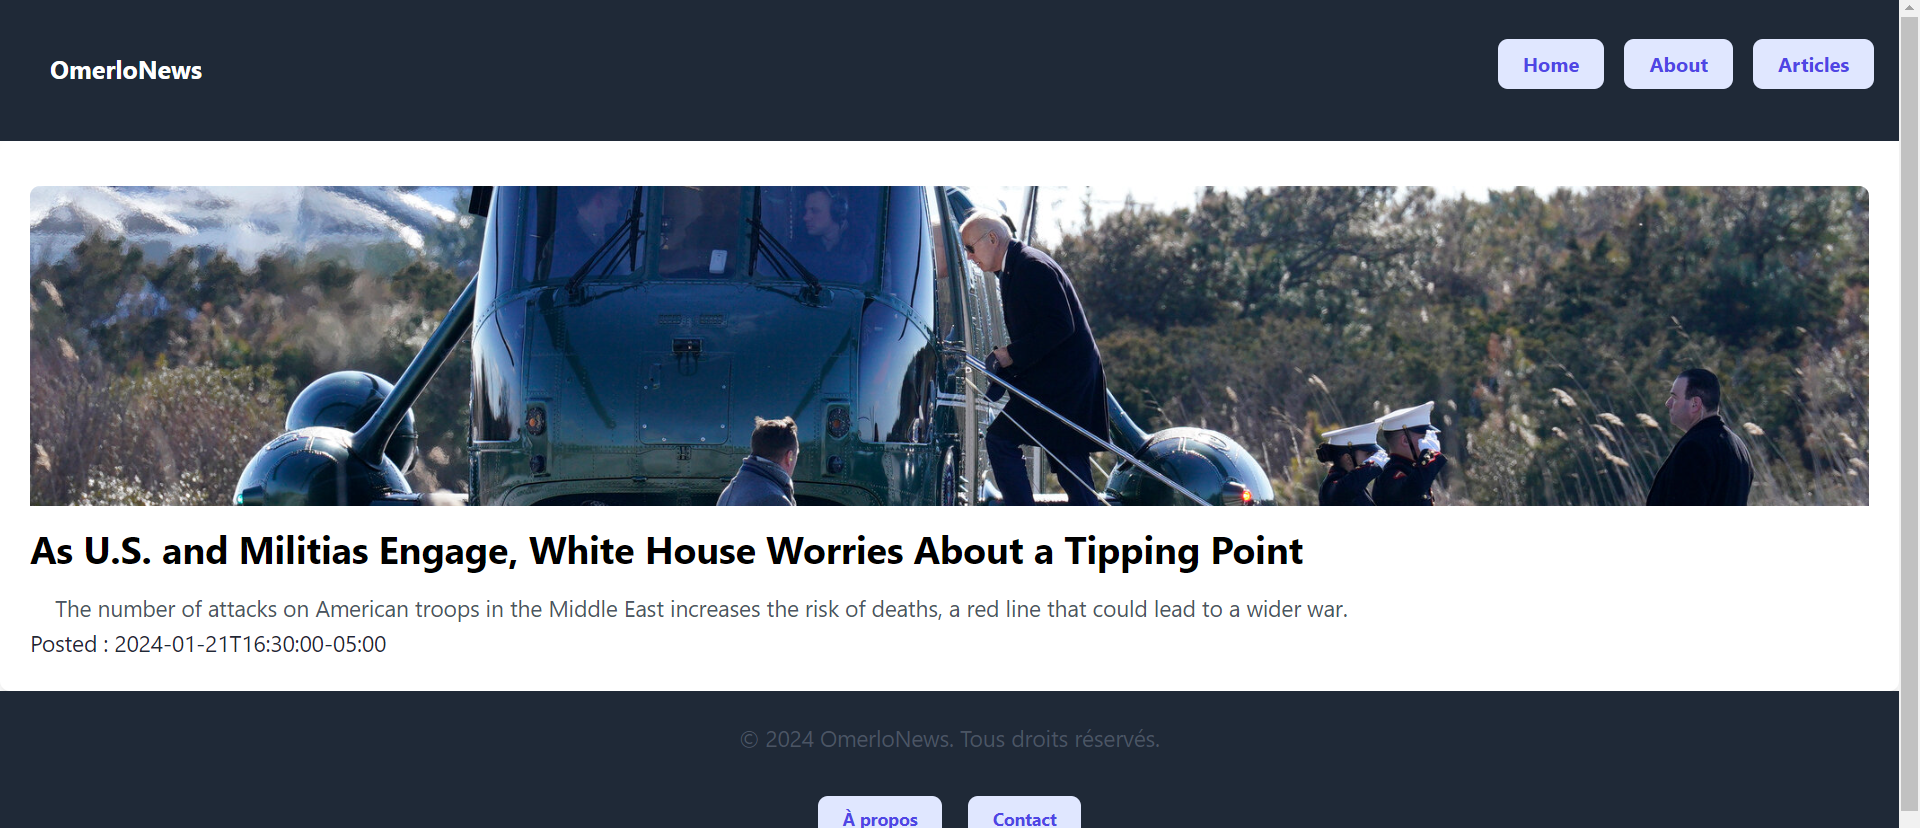 OmerloNews
Home
About
Articles
As U.S. and Militias Engage, White House Worries About a Tipping Point
The number of attacks on American troops in the Middle East increases the risk of deaths, a red line that could lead to a wider war.
Posted : 2024-01-21T16:30:00-05:00
© 2024 OmerloNews. Tous droits réservés.
À propos
Contact